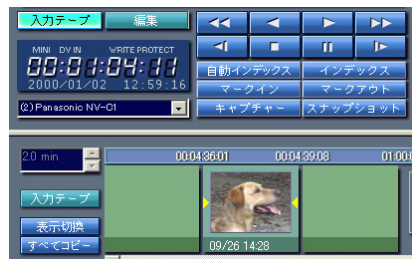 入力テープ 編集
MINI DV IN WRITE PROTECT
00:01:04:11
2000/01/02 12:59:16
自動インデックス インデックス
マークイン マークアウト
(2) Panasonic NV-C1
キャプチャー スナップショット
2.0 min
00:04:36:01 00:04:39:08 01:00:0
入力テープ
表示切換
すべてコピー
09/26 14:28